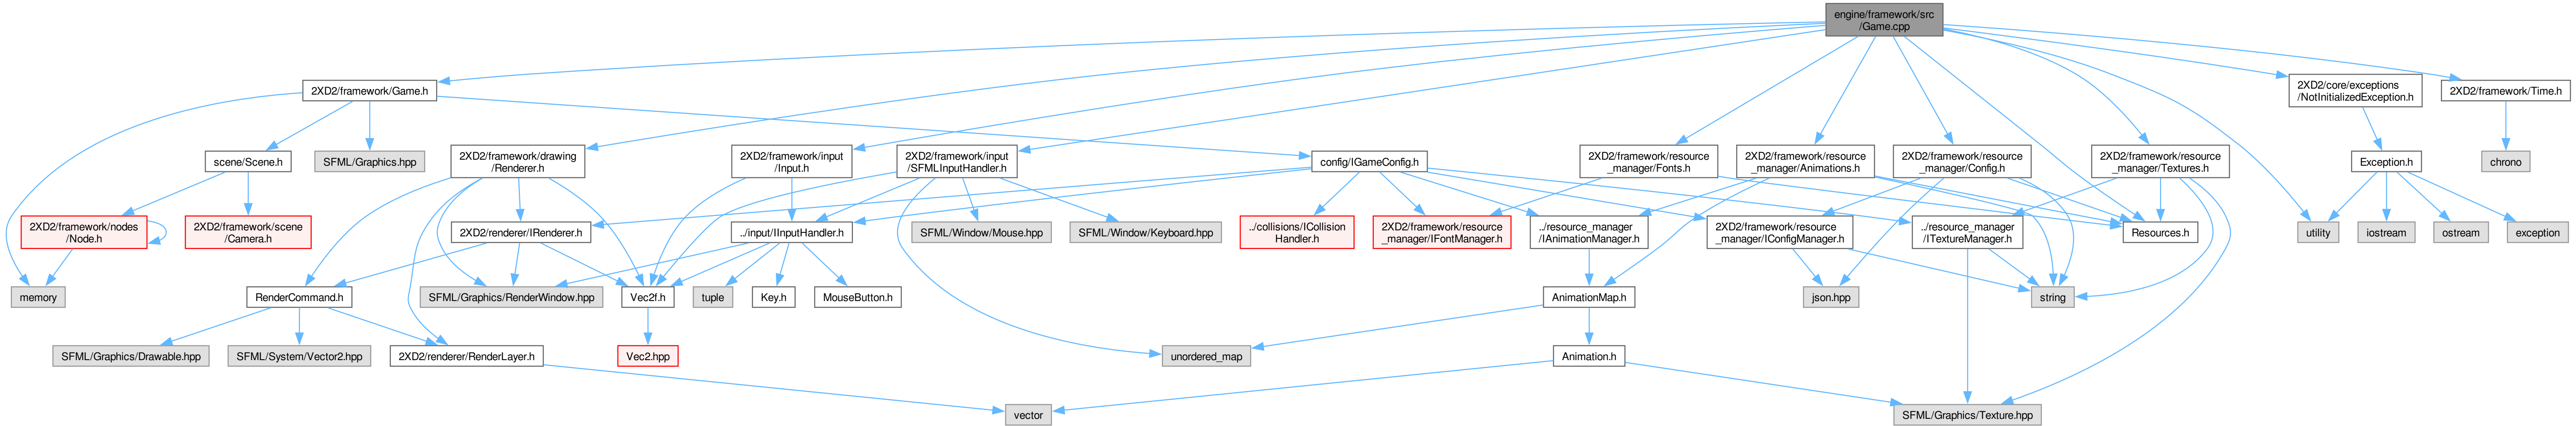 engine/framework/src
/Game.cpp
2XD2/framework/Game.h
2XD2/core/exceptions
/NotInitializedException.h
2XD2/framework/Time.h
scene/Scene.h
SFML/Graphics.hpp
2XD2/framework/drawing
/Renderer.h
2XD2/framework/input
/Input.h
2XD2/framework/input
/SFMLInputHandler.h
config/IGameConfig.h
2XD2/framework/resource
_manager/Fonts.h
2XD2/framework/resource
_manager/Animations.h
2XD2/framework/resource
_manager/Config.h
2XD2/framework/resource
_manager/Textures.h
Exception.h
chrono
2XD2/framework/nodes
/Node.h
2XD2/framework/scene
/Camera.h
2XD2/renderer/IRenderer.h
../input/IInputHandler.h
SFML/Window/Mouse.hpp
SFML/Window/Keyboard.hpp
../collisions/ICollision
Handler.h
2XD2/framework/resource
_manager/IFontManager.h
../resource_manager
/IAnimationManager.h
2XD2/framework/resource
_manager/IConfigManager.h
../resource_manager
/ITextureManager.h
Resources.h
utility
iostream
ostream
exception
memory
RenderCommand.h
SFML/Graphics/RenderWindow.hpp
Vec2f.h
tuple
Key.h
MouseButton.h
AnimationMap.h
json.hpp
string
SFML/Graphics/Drawable.hpp
SFML/System/Vector2.hpp
2XD2/renderer/RenderLayer.h
Vec2.hpp
unordered_map
Animation.h
vector
SFML/Graphics/Texture.hpp